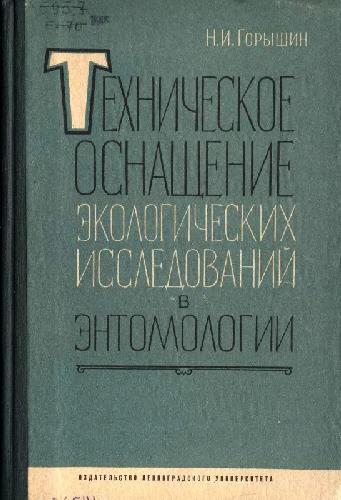 Н.И. Горышин
ТЕХНИЧЕСКОЕ
ОСНАЩЕНИЕ
ЭКОЛОГИЧЕСКИХ
ИССЛЕДОВАНИЙ
В
ЭНТОМОЛОГИИ
ИЗДАТЕЛЬСТВО ЛЕНИНГРАДСКОГО УНИВЕРСИТЕТА